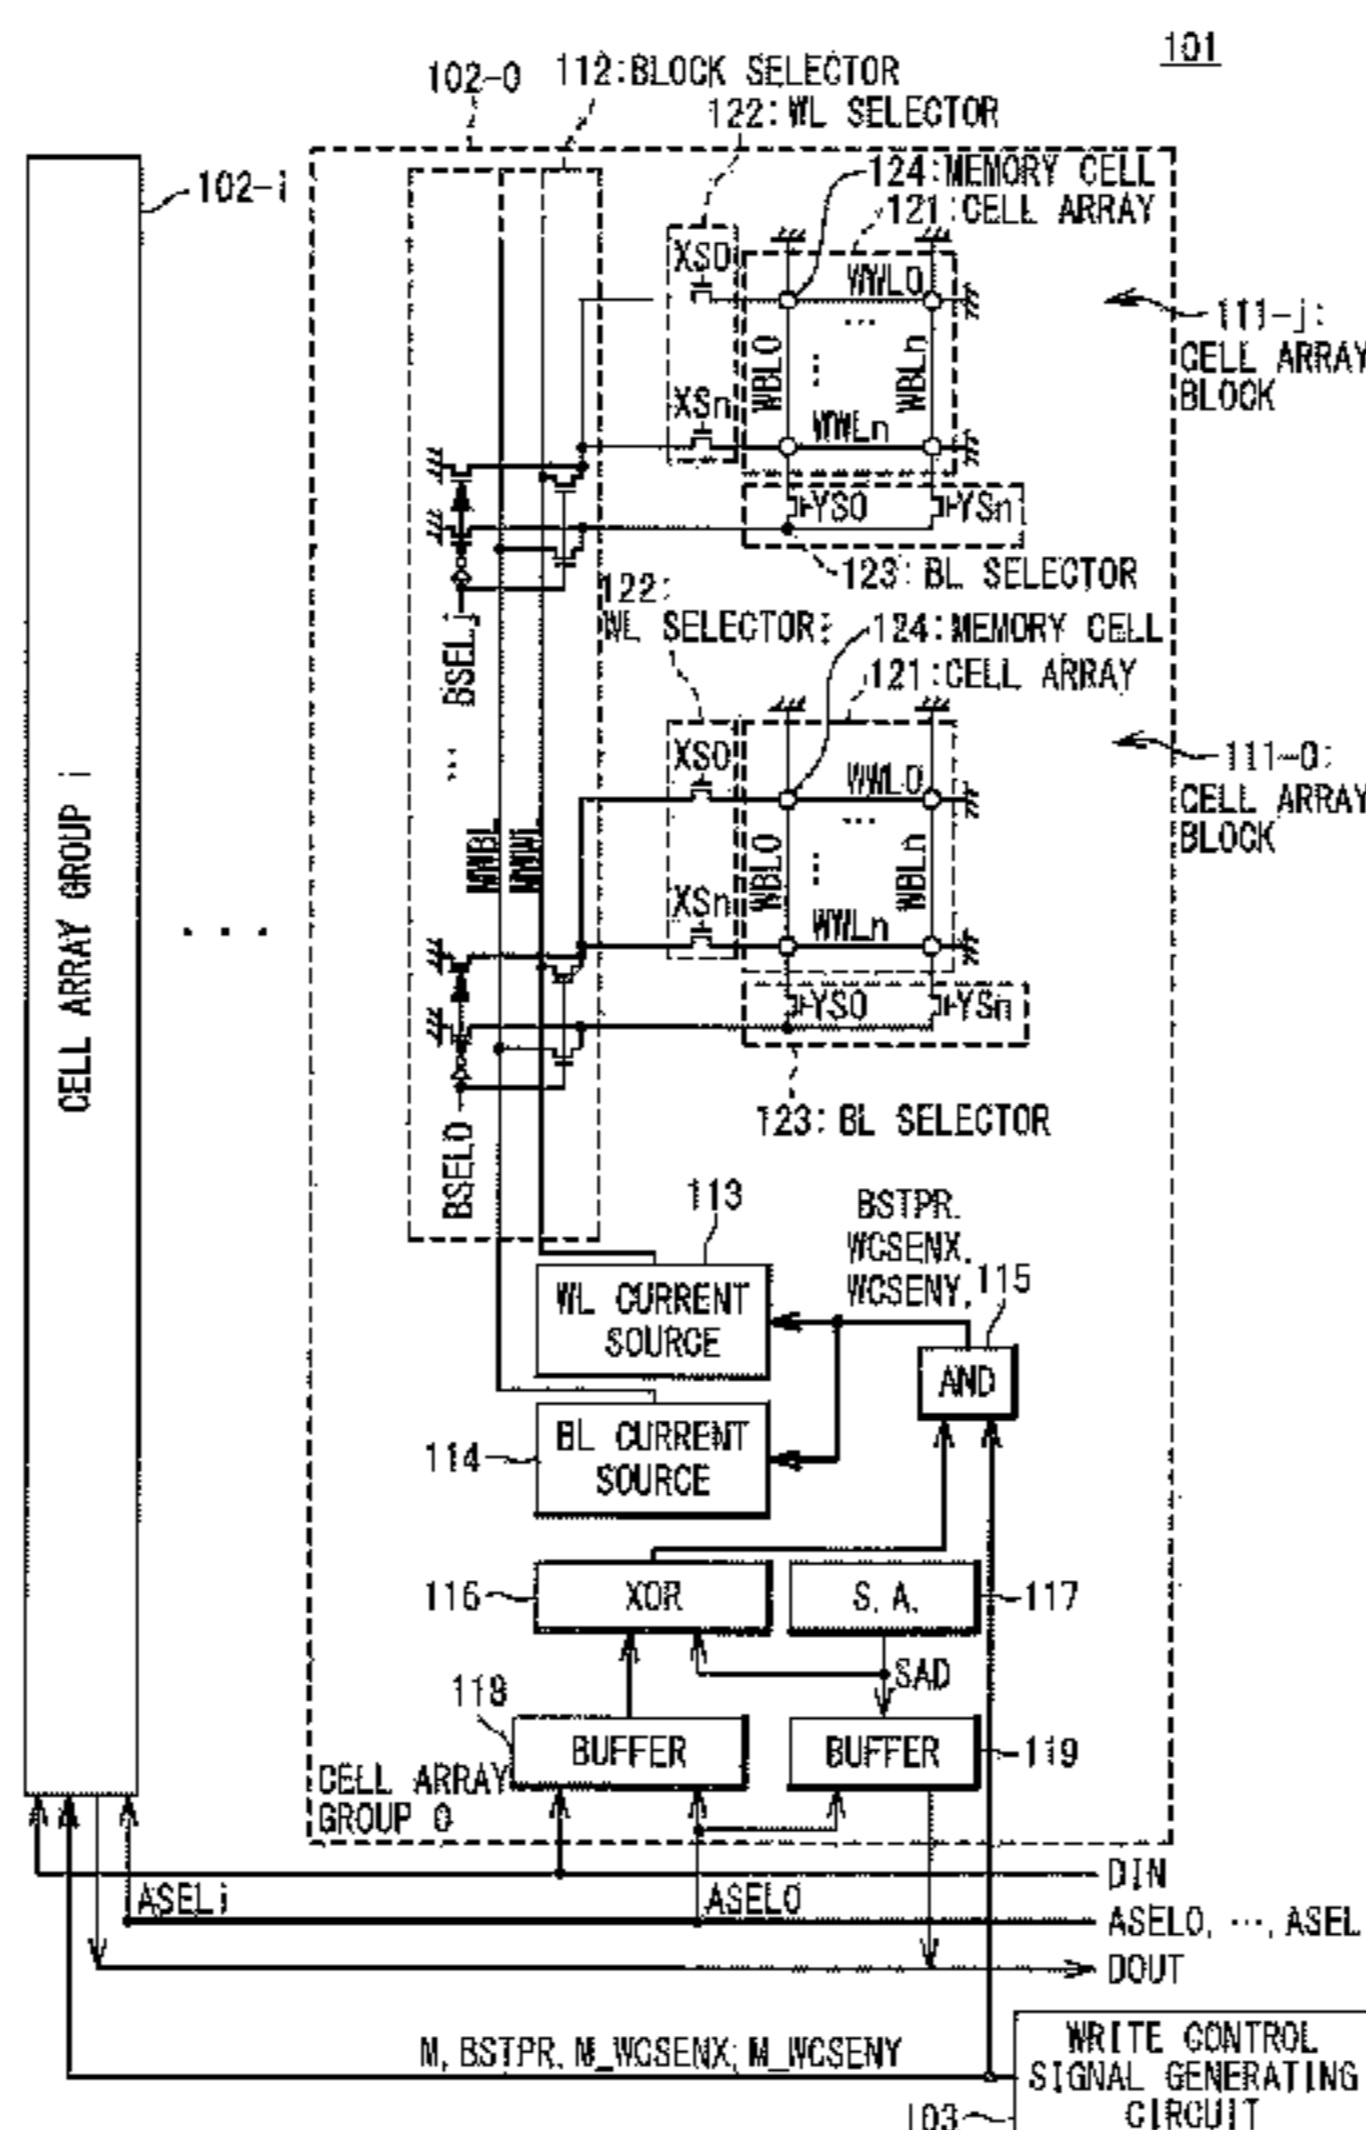 101
102-0
112:BLOCK SELECTOR
122:WL SELECTOR
102-i
124:MEMORY CELL
121:CELL ARRAY
XS0
WWL0
...
WBL0
...
WBLn
XSn
WWLn
111-j:
CELL ARRAY
BLOCK
YS0
YSn
123:BL SELECTOR
BSELj
...
122:
WL SELECTOR
124:MEMORY CELL
121:CELL ARRAY
XS0
WWL0
...
WBL0
...
WBLn
XSn
WWLn
111-0:
CELL ARRAY
BLOCK
MWBL
MWWL
CELL ARRAY GROUP i
...
YS0
YSn
123:BL SELECTOR
BSEL0
113
BSTPR,
WCSENX,
WCSENY,
115
WL CURRENT
SOURCE
AND
114
BL CURRENT
SOURCE
116
XOR
S.A.
117
SAD
118
BUFFER
BUFFER
119
CELL ARRAY
GROUP 0
DIN
ASELi
ASEL0
ASEL0, ..., ASEL
DOUT
M,BSTPR,M_WCSENX,M_WCSENY
WRITE CONTROL
SIGNAL GENERATING
CIRCUIT
103